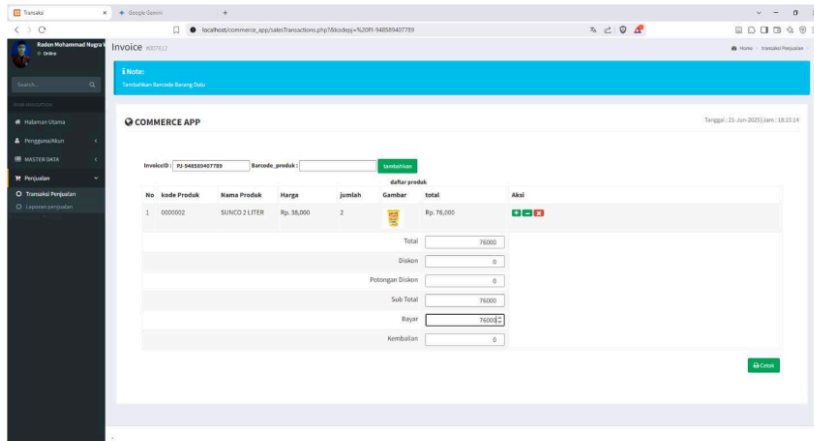 Transaksi
Google Gemini
localhost/commerce_app/salesTransactions.php?/&kodepj=%20PJ-948589407789
Raden Mohammad Nugra
Online
Invoice
Home
transaksi Penjualan
Note:
Tambahkan Barcode Barang Dulu
Search...
Halaman Utama
Pengguna/Akun
MASTER DATA
Penjualan
Transaksi Penjualan
Laporan penjualan
COMMERCE APP
Tanggal : 21-Jun-2025|Jam : 18:15:14
InvoiceID : PJ-948589407789 Barcode_produk : tambahkan
daftar produk
No kode Produk Nama Produk Harga jumlah Gambar total Aksi
1 0000002 SUNCO 2 LITER Rp. 38,000 2 Rp. 76,000
Total 76000
Diskon 0
Potongan Diskon 0
Sub Total 76000
Bayar 76000
Kembalian 0
Cetak